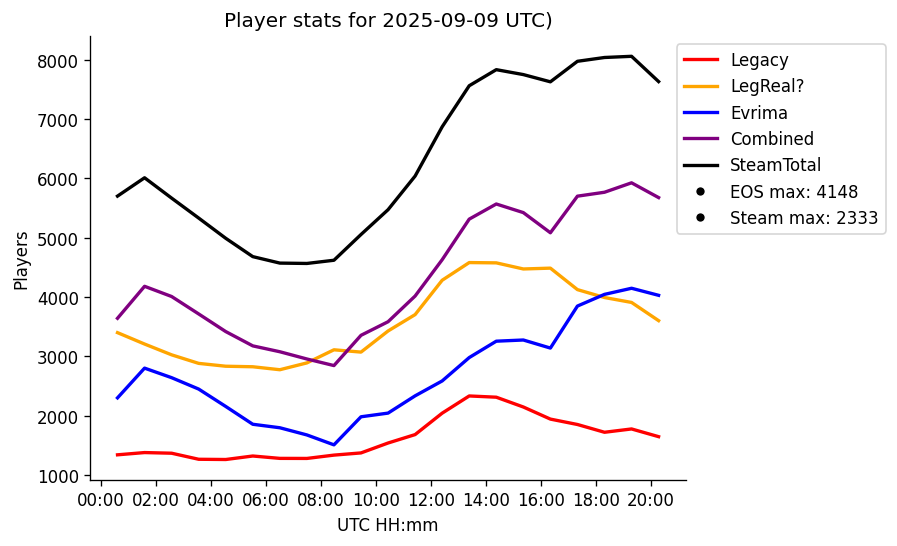 Player stats for 2025-09-09 UTC)
Players
8000
7000
6000
5000
4000
3000
2000
1000
00:00 02:00 04:00 06:00 08:00 10:00 12:00 14:00 16:00 18:00 20:00
UTC HH:mm
Legacy
LegReal?
Evrima
Combined
SteamTotal
EOS max: 4148
Steam max: 2333